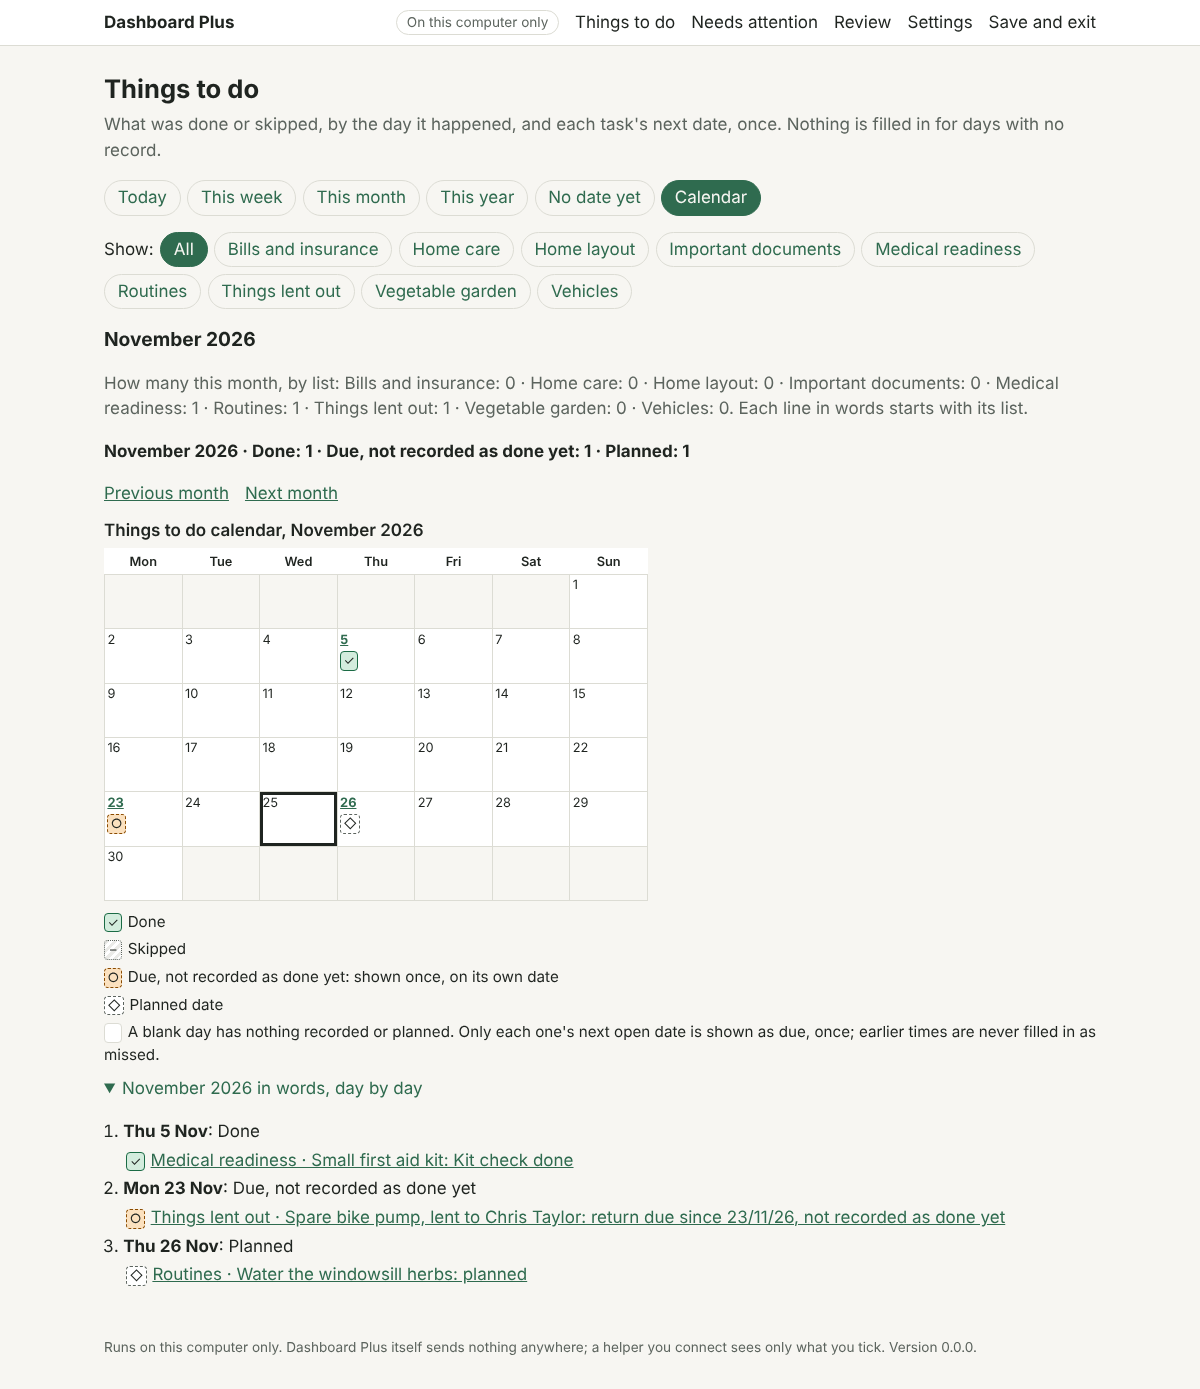 Dashboard Plus
On this computer only Things to do Needs attention Review Settings Save and exit
Things to do
What was done or skipped, by the day it happened, and each task's next date, once. Nothing is filled in for days with no
record.
Today This week This month This year No date yet Calendar
Show: All Bills and insurance Home care Home layout Important documents Medical readiness
Routines Things lent out Vegetable garden Vehicles
November 2026
How many this month, by list: Bills and insurance: 0 · Home care: 0 · Home layout: 0 · Important documents: 0 · Medical
readiness: 1 · Routines: 1 · Things lent out: 1 · Vegetable garden: 0 · Vehicles: 0. Each line in words starts with its list.
November 2026 · Done: 1 · Due, not recorded as done yet: 1 · Planned: 1
Previous month Next month
Things to do calendar, November 2026
Mon Tue Wed Thu Fri Sat Sun
1
2 3 4 5 6 7 8
9 10 11 12 13 14 15
16 17 18 19 20 21 22
23 24 25 26 27 28 29
30
Done
Skipped
Due, not recorded as done yet: shown once, on its own date
Planned date
A blank day has nothing recorded or planned. Only each one's next open date is shown as due, once; earlier times are never filled in as
missed.
November 2026 in words, day by day
1. Thu 5 Nov: Done
Medical readiness · Small first aid kit: Kit check done
2. Mon 23 Nov: Due, not recorded as done yet
Things lent out · Spare bike pump, lent to Chris Taylor: return due since 23/11/26, not recorded as done yet
3. Thu 26 Nov: Planned
Routines · Water the windowsill herbs: planned
Runs on this computer only. Dashboard Plus itself sends nothing anywhere; a helper you connect sees only what you tick. Version 0.0.0.